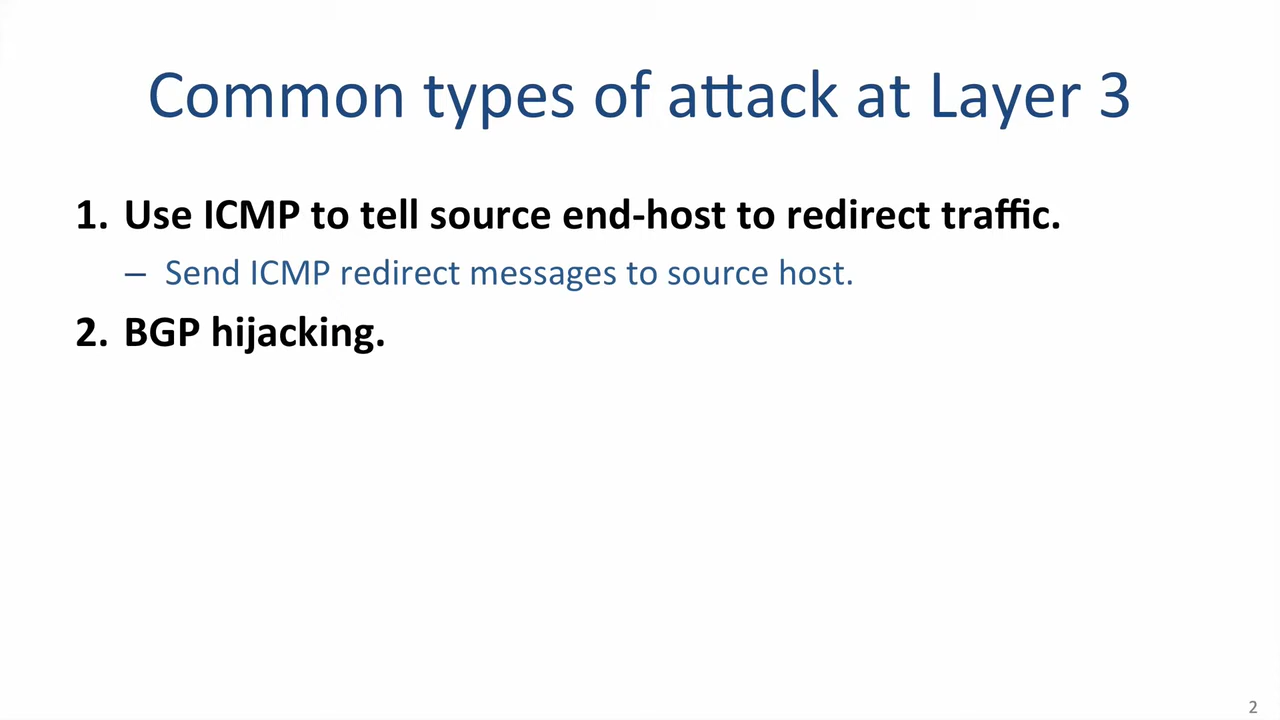 Common types of attack at Layer 3
1. Use ICMP to tell source end-host to redirect traffic.
– Send ICMP redirect messages to source host.
2. BGP hijacking.
2